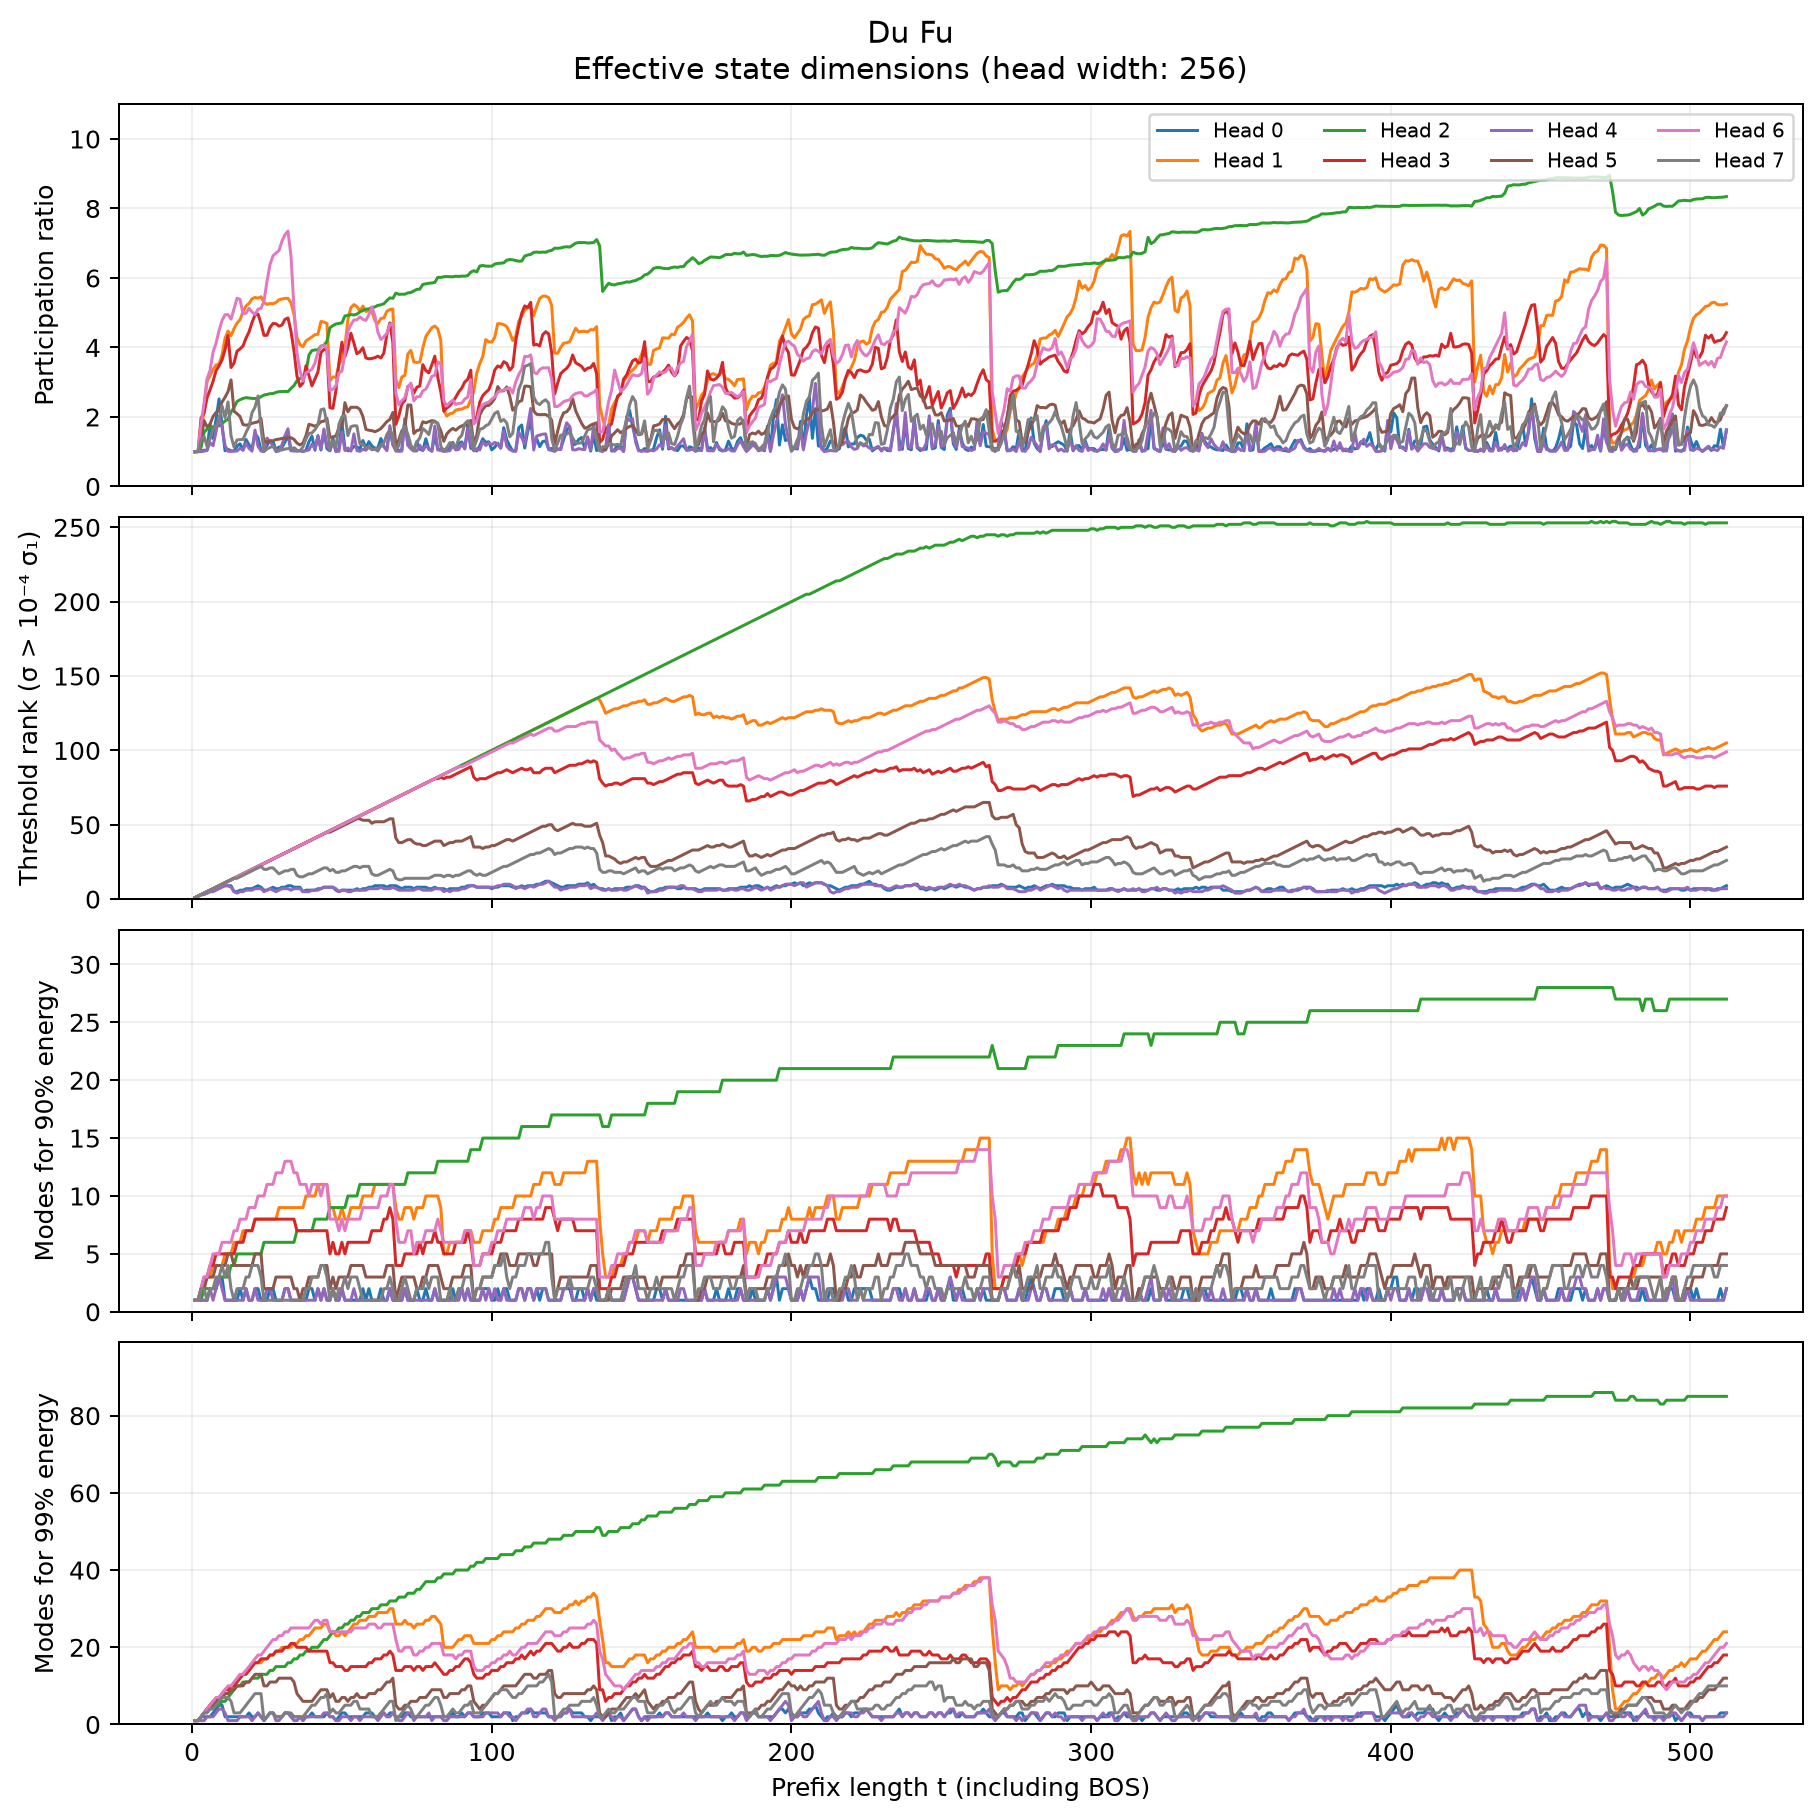 Du Fu
Effective state dimensions (head width: 256)
Participation ratio
10
8
6
4
2
0
Head 0
Head 2
Head 4
Head 6
Head 1
Head 3
Head 5
Head 7
Threshold rank (σ > 10⁻⁴ σ₁)
250
200
150
100
50
0
Modes for 90% energy
30
25
20
15
10
5
0
Modes for 99% energy
80
60
40
20
0
0
100
200
300
400
500
Prefix length t (including BOS)